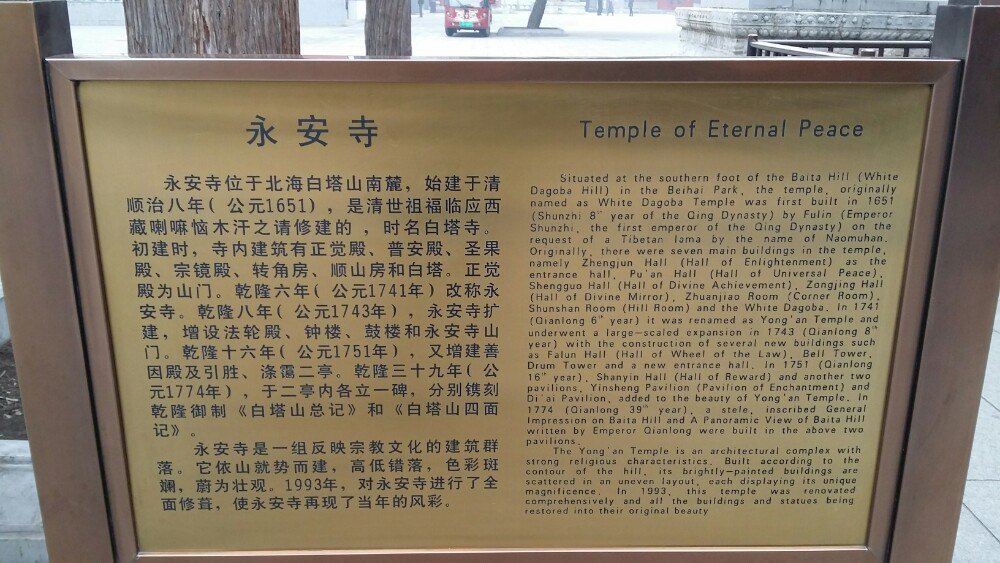 永安寺
永安寺位于北海白塔山南麓，始建于清
顺治八年(公元1651)，是清世祖福临应西
藏喇嘛恼木汗之请修建的，时名白塔寺。
初建时，寺内建筑有正觉殿、普安殿、圣果
殿、宗镜殿、转角房、顺山房和白塔。正觉
殿为山门。乾隆六年(公元1741年)改称永
安寺。乾隆八年(公元1743年)，永安寺扩
建，增设法轮殿、钟楼、鼓楼和永安寺山
门。乾隆十六年(公元1751年)，又增建善
因殿及引胜、涤霭二亭。乾隆三十九年(公
元1774年)，于二亭内各立一碑，分别镌刻
乾隆御制《白塔山总记》和《白塔山四面
记》。
永安寺是一组反映宗教文化的建筑群
落。它依山就势而建，高低错落，色彩斑
斓，蔚为壮观。1993年，对永安寺进行了全
面修葺，使永安寺再现了当年的风彩。
Temple of Eternal Peace
Situated at the southern foot of the Baita Hill (White
Dagoba Hill) in the Beihai Park, the temple, originally
named as White Dagoba Temple was first built in 1651
(Shunzhi 8th year of the Qing Dynasty) by Fulin (Emperor
Shunzhi, the first emperor of the Qing Dynasty) on the
request of a Tibetan lama by the name of Naomuhan.
Originally, there were seven main buildings in the temple,
namely Zhengjun Hall (Hall of Enlightenment) as the
entrance hall, Pu'an Hall (Hall of Universal Peace),
Shengguo Hall (Hall of Divine Achievement), Zongjing Hall
(Hall of Divine Mirror), Zhuanjiao Room (Corner Room),
Shunshan Room (Hill Room) and the White Dagoba. In 1741
(Qianlong 6th year) it was renamed as Yong'an Temple and
underwent a large-scaled expansion in 1743 (Qianlong 8th
year) with the construction of several new buildings such
as Falun Hall (Hall of Wheel of the Law), Bell Tower,
Drum Tower and a new entrance hall. In 1751 (Qianlong
16th year), Shanyin Hall (Hall of Reward) and another two
pavilions, Yinsheng Pavilion (Pavilion of Enchantment) and
Di'ai Pavilion, added to the beauty of Yong'an Temple. In
1774 (Qianlong 39th year), a stele, inscribed General
Impression on Baita Hill and A Panoramic View of Baita Hill
written by Emperor Qianlong were built in the above two
pavilions.
The Yong'an Temple is an architectural complex with
strong religious characteristics. Built according to the
contour of the hill, its brightly-painted buildings are
scattered in an uneven layout, each displaying its unique
magnificence. In 1993, this temple was renovated
comprehensively and all the buildings and statues being
restored into their original beauty